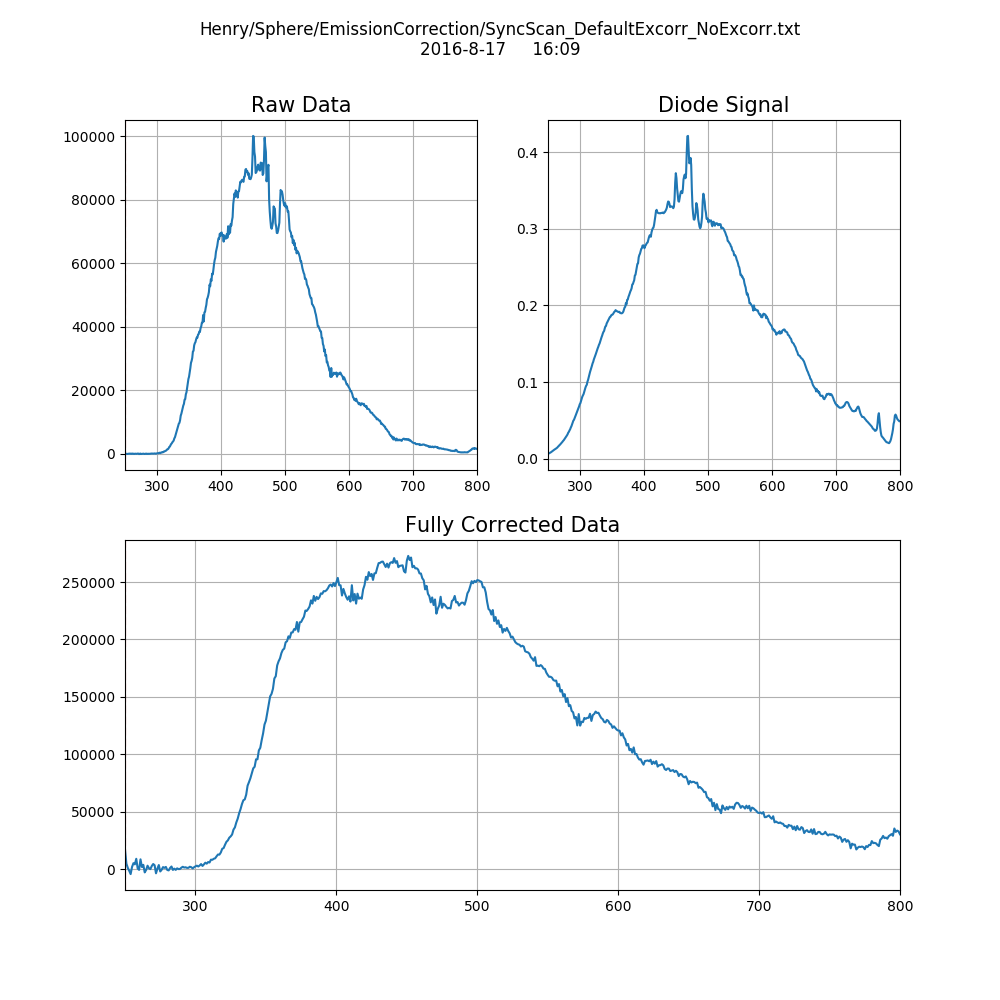 Henry/Sphere/EmissionCorrection/SyncScan_DefaultExcorr_NoExcorr.txt
2016-8-17 16:09
Raw Data
100000
80000
60000
40000
20000
0
300 400 500 600 700 800
Diode Signal
0.4
0.3
0.2
0.1
0.0
300 400 500 600 700 800
Fully Corrected Data
250000
200000
150000
100000
50000
0
300 400 500 600 700 800